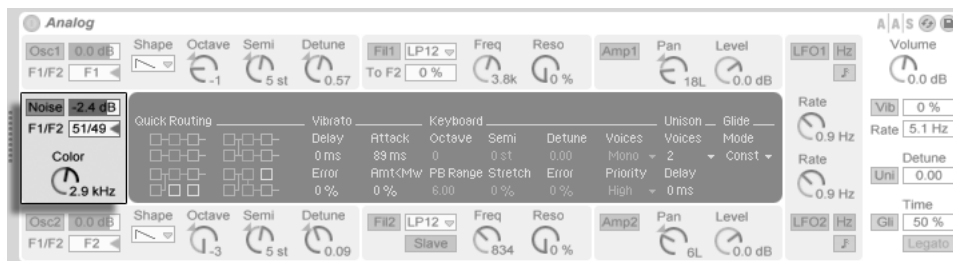 Analog
A|A|S
Osc1 0.0 dB Shape Octave Semi Detune Fil1 LP12 Freq Reso Amp1 Pan Level LFO1 Hz Volume
F1/F2 F1 -1 5 st 0.57 To F2 0 % 3.8k 0 % 18L 0.0 dB 0.0 dB
Noise -2.4 dB Quick Routing Vibrato Keyboard Unison Glide Rate Vib 0 %
F1/F2 51/49 Delay Attack Octave Semi Detune Voices Voices Mode 0.9 Hz Rate 5.1 Hz
Color 0 ms 89 ms 0 0 st 0.00 Mono 2 Const Rate Detune
2.9 kHz Error Amt<Mw PB Range Stretch Error Priority Delay 0.9 Hz Uni 0.00
0 % 0 % 6.00 0 % High 0 ms Time
Osc2 0.0 dB Shape Octave Semi Detune Fil2 LP12 Freq Reso Amp2 Pan Level LFO2 Hz Gli 50 %
F1/F2 F2 -3 5 st 0.09 Slave 834 0 % 6L 0.0 dB Legato